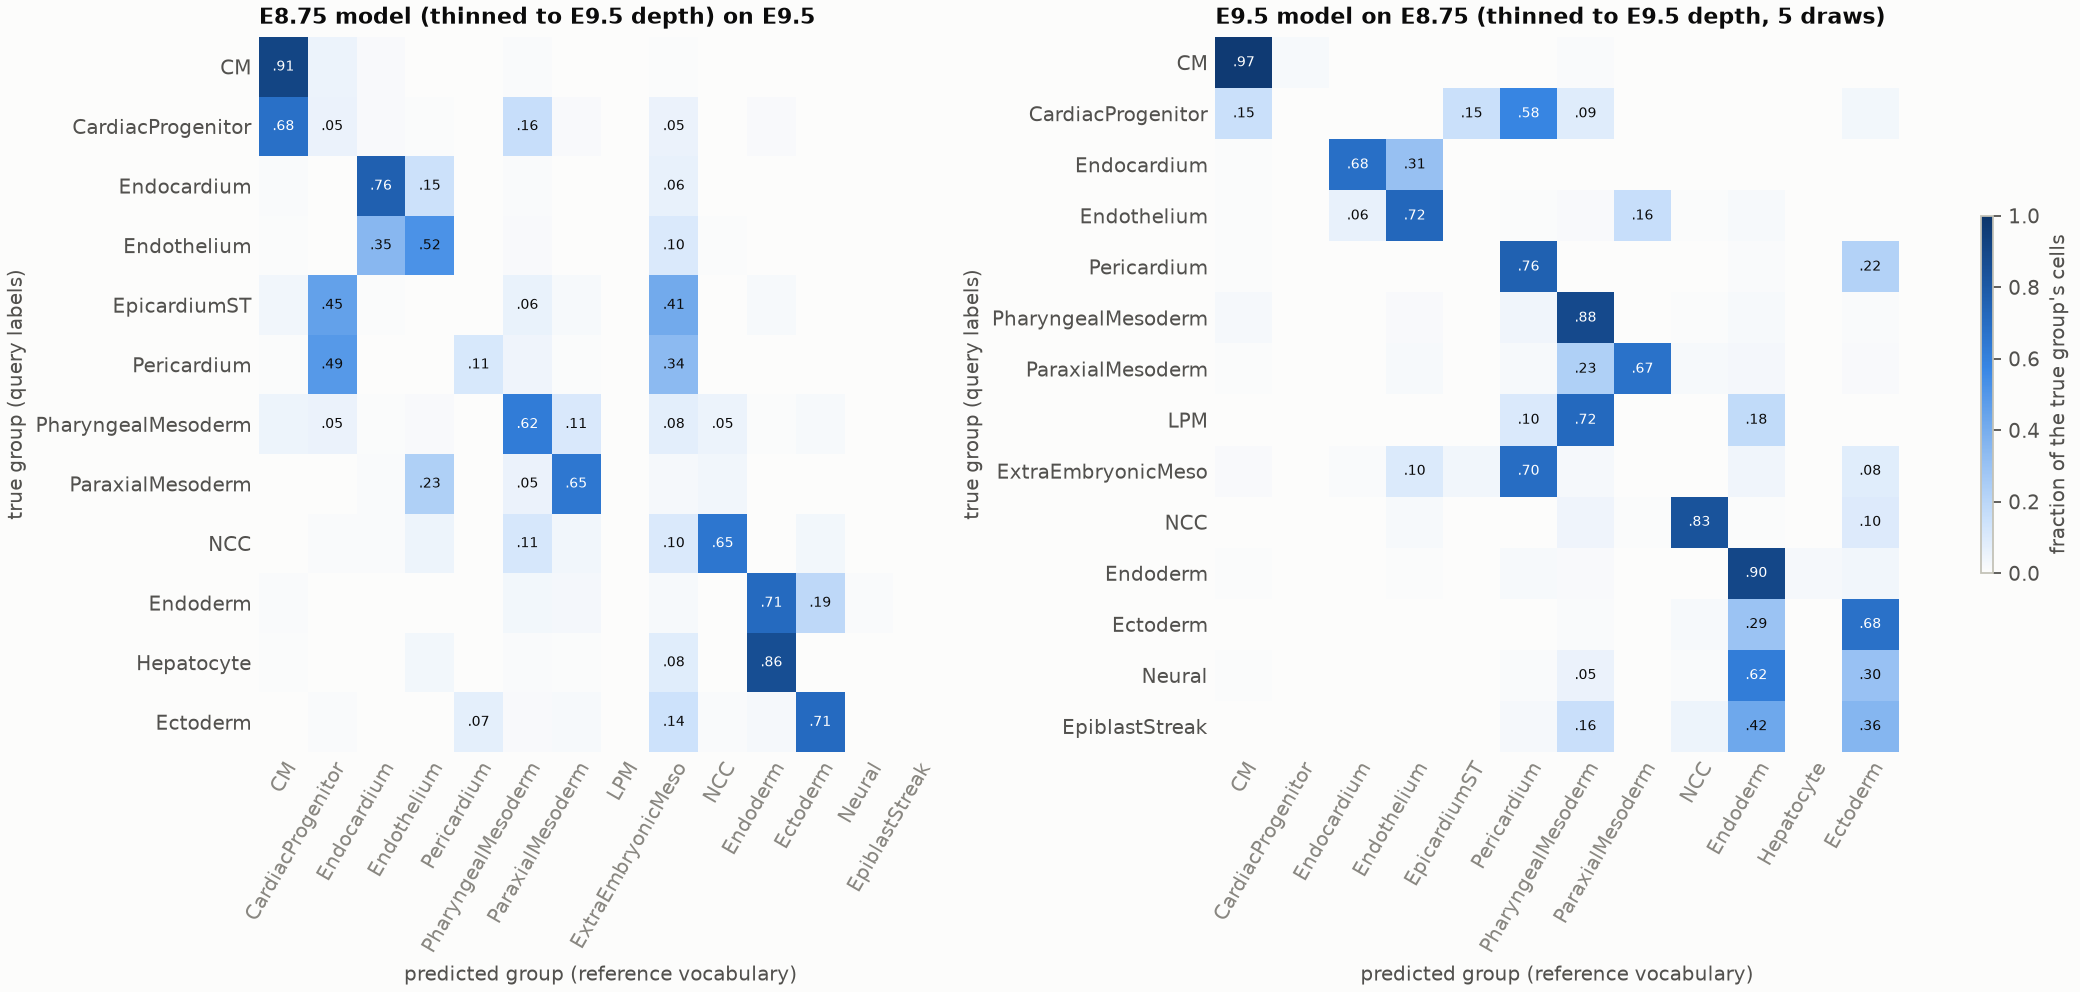 E8.75 model (thinned to E9.5 depth) on E9.5
true group (query labels)
CM .91
CardiacProgenitor .68 .05 .16 .05
Endocardium .76 .15 .06
Endothelium .35 .52 .10
EpicardiumST .45 .06 .41
Pericardium .49 .11 .34
PharyngealMesoderm .05 .62 .11 .08 .05
ParaxialMesoderm .23 .05 .65
NCC .11 .10 .65
Endoderm .71 .19
Hepatocyte .08 .86
Ectoderm .07 .14 .71
CM
CardiacProgenitor
Endocardium
Endothelium
Pericardium
PharyngealMesoderm
ParaxialMesoderm
LPM
ExtraEmbryonicMeso
NCC
Endoderm
Ectoderm
Neural
EpiblastStreak
predicted group (reference vocabulary)
E9.5 model on E8.75 (thinned to E9.5 depth, 5 draws)
true group (query labels)
CM .97
CardiacProgenitor .15 .15 .58 .09
Endocardium .68 .31
Endothelium .06 .72 .16
Pericardium .76 .22
PharyngealMesoderm .88
ParaxialMesoderm .23 .67
LPM .10 .72 .18
ExtraEmbryonicMeso .10 .70 .08
NCC .83 .10
Endoderm .90
Ectoderm .29 .68
Neural .05 .62 .30
EpiblastStreak .16 .42 .36
CM
CardiacProgenitor
Endocardium
Endothelium
EpicardiumST
Pericardium
PharyngealMesoderm
ParaxialMesoderm
NCC
Endoderm
Hepatocyte
Ectoderm
predicted group (reference vocabulary)
1.0
0.8
0.6
0.4
0.2
0.0
fraction of the true group's cells